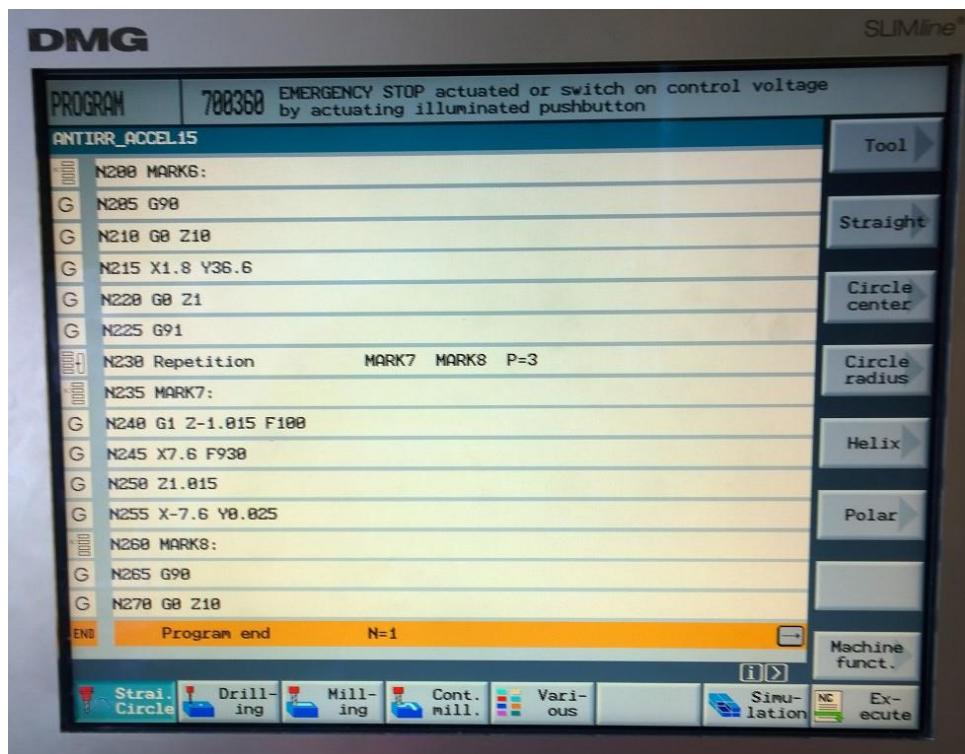 DMG
SLIMline
PROGRAM
700360 EMERGENCY STOP actuated or switch on control voltage
by actuating illuminated pushbutton
ANTIRR_ACCEL15
N200 MARK6:
G N205 G90
G N210 G0 Z10
G N215 X1.8 Y36.6
G N220 G0 Z1
G N225 G91
N230 Repetition MARK7 MARK8 P=3
N235 MARK7:
G N240 G1 Z-1.015 F100
G N245 X7.6 F930
G N250 Z1.015
G N255 X-7.6 Y0.025
N260 MARK8:
G N265 G90
G N270 G0 Z10
END Program end N=1
Tool
Straight
Circle
center
Circle
radius
Helix
Polar
Machine
funct.
i
Strai.
Circle
Drill-
ing
Mill-
ing
Cont.
mill.
Vari-
ous
Simu-
lation
NC
Ex-
ecute